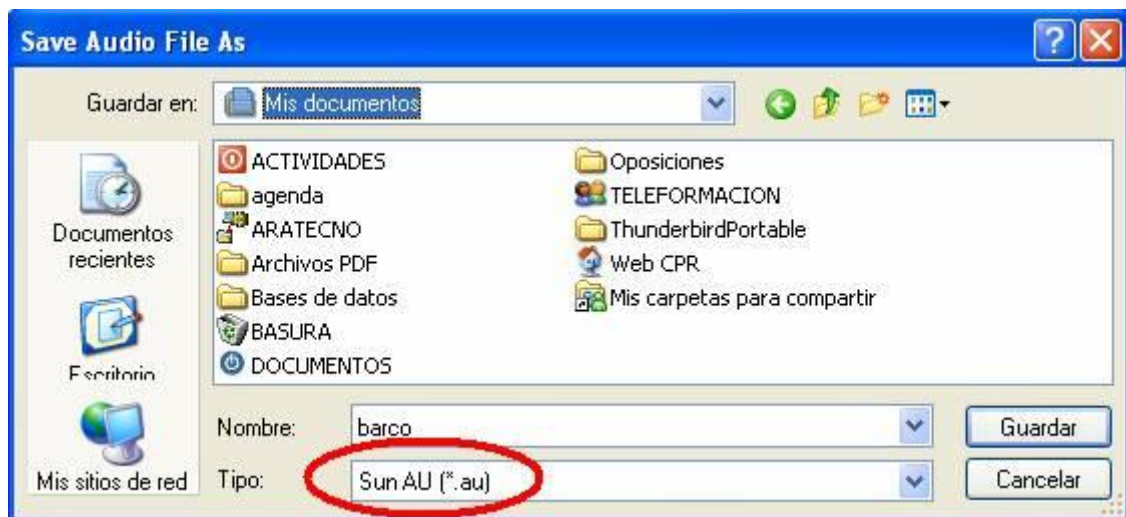 Save Audio File As
Guardar en:
Mis documentos
Documentos
recientes
Escritorio
Mis sitios de red
ACTIVIDADES
agenda
ARATECNO
Archivos PDF
Bases de datos
BASURA
DOCUMENTOS
Oposiciones
TELEFORMACION
ThunderbirdPortable
Web CPR
Mis carpetas para compartir
Nombre:
barco
Guardar
Tipo:
Sun AU (*.au)
Cancelar